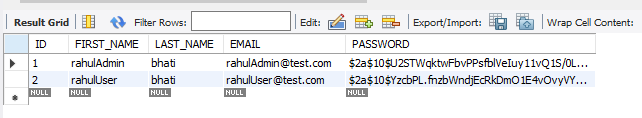 Result Grid Filter Rows: Edit: Export/Import: Wrap Cell Content:
ID FIRST_NAME LAST_NAME EMAIL PASSWORD
1 rahulAdmin bhati rahulAdmin@test.com $2a$10$U2STWqktwFbvPPsfblVeIuy11vQ1S/0L...
2 rahulUser bhati rahulUser@test.com $2a$10$YzcbPL.fnzbWndjEcRkDmO1E4vOvyVY...
NULL NULL NULL NULL NULL